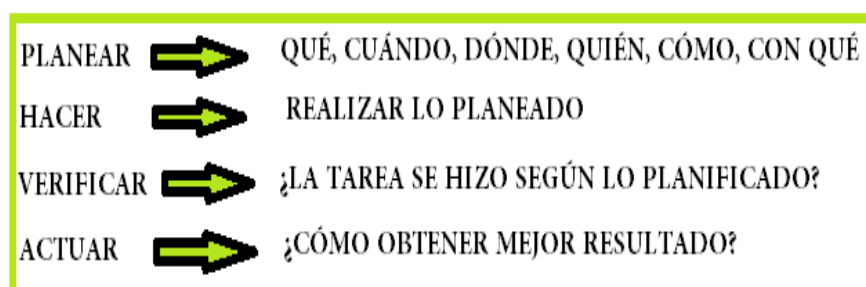 PLANEAR QUÉ, CUÁNDO, DÓNDE, QUIÉN, CÓMO, CON QUÉ
HACER REALIZAR LO PLANEADO
VERIFICAR ¿LA TAREA SE HIZO SEGÚN LO PLANIFICADO?
ACTUAR ¿CÓMO OBTENER MEJOR RESULTADO?